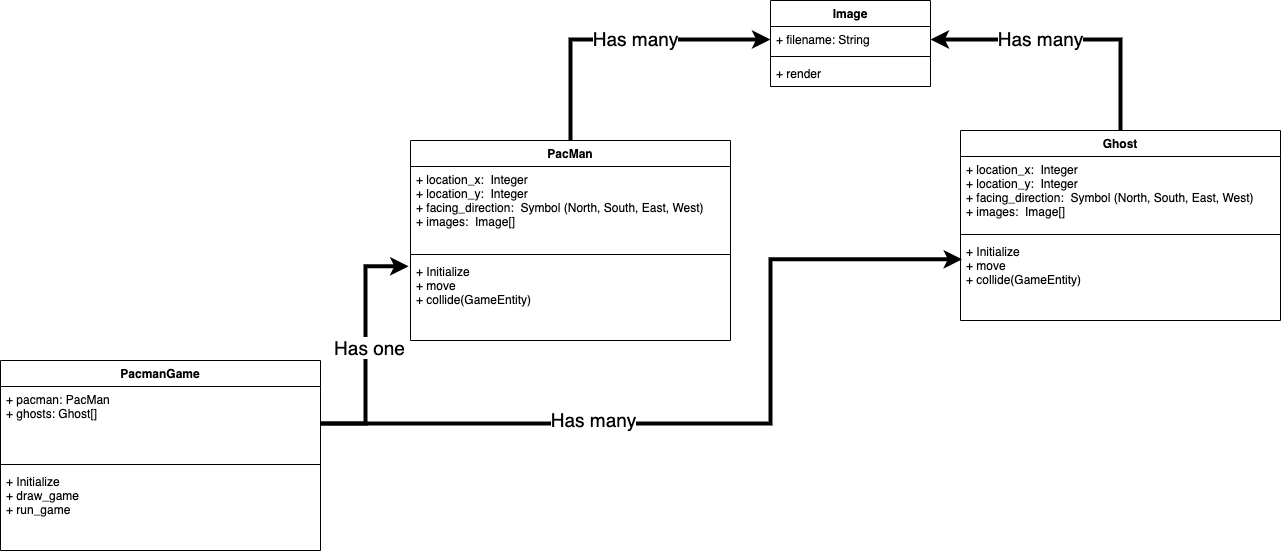 Image
+ filename: String
+ render
Has many
Has many
PacMan
+ location_x:  Integer
+ location_y:  Integer
+ facing_direction:  Symbol (North, South, East, West)
+ images:  Image[]
+ Initialize
+ move
+ collide(GameEntity)
Ghost
+ location_x:  Integer
+ location_y:  Integer
+ facing_direction:  Symbol (North, South, East, West)
+ images:  Image[]
+ Initialize
+ move
+ collide(GameEntity)
Has one
Has many
PacmanGame
+ pacman: PacMan
+ ghosts: Ghost[]
+ Initialize
+ draw_game
+ run_game